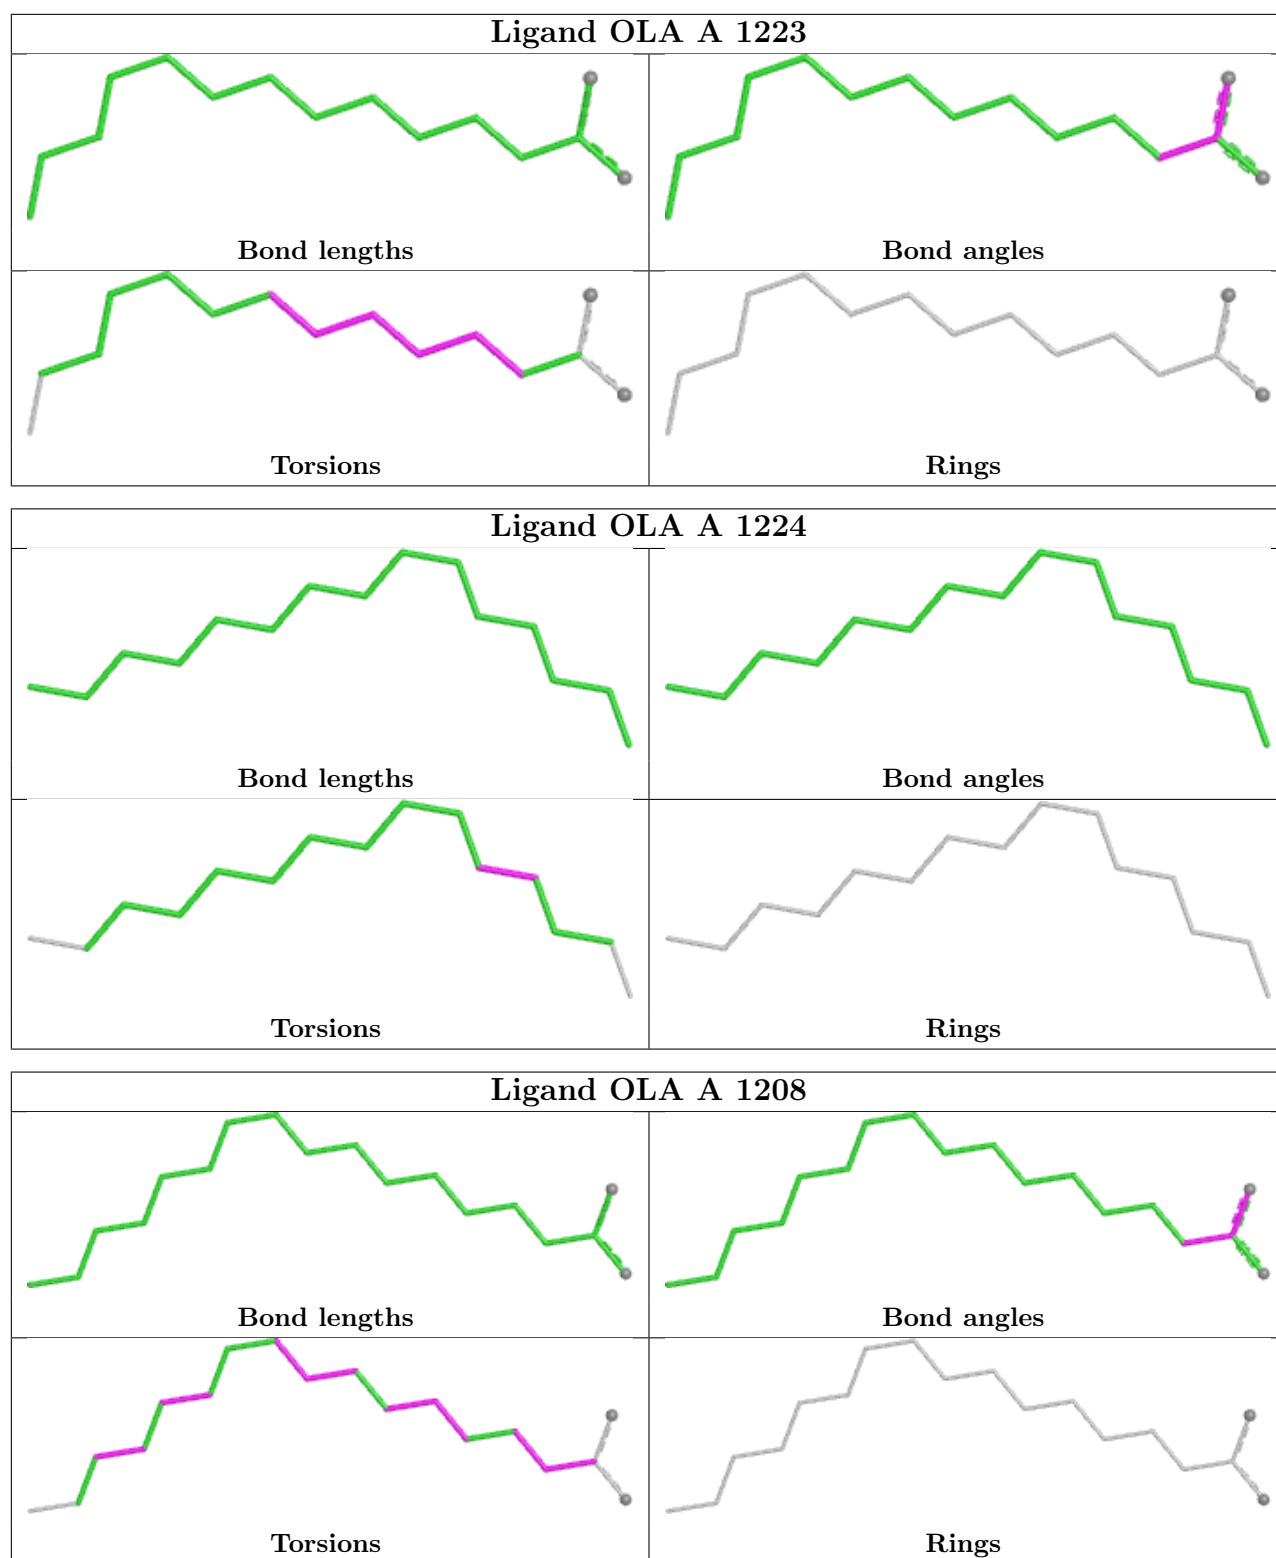 Ligand OLA A 1223
Bond lengths
Bond angles
Torsions
Rings
Ligand OLA A 1224
Bond lengths
Bond angles
Torsions
Rings
Ligand OLA A 1208
Bond lengths
Bond angles
Torsions
Rings